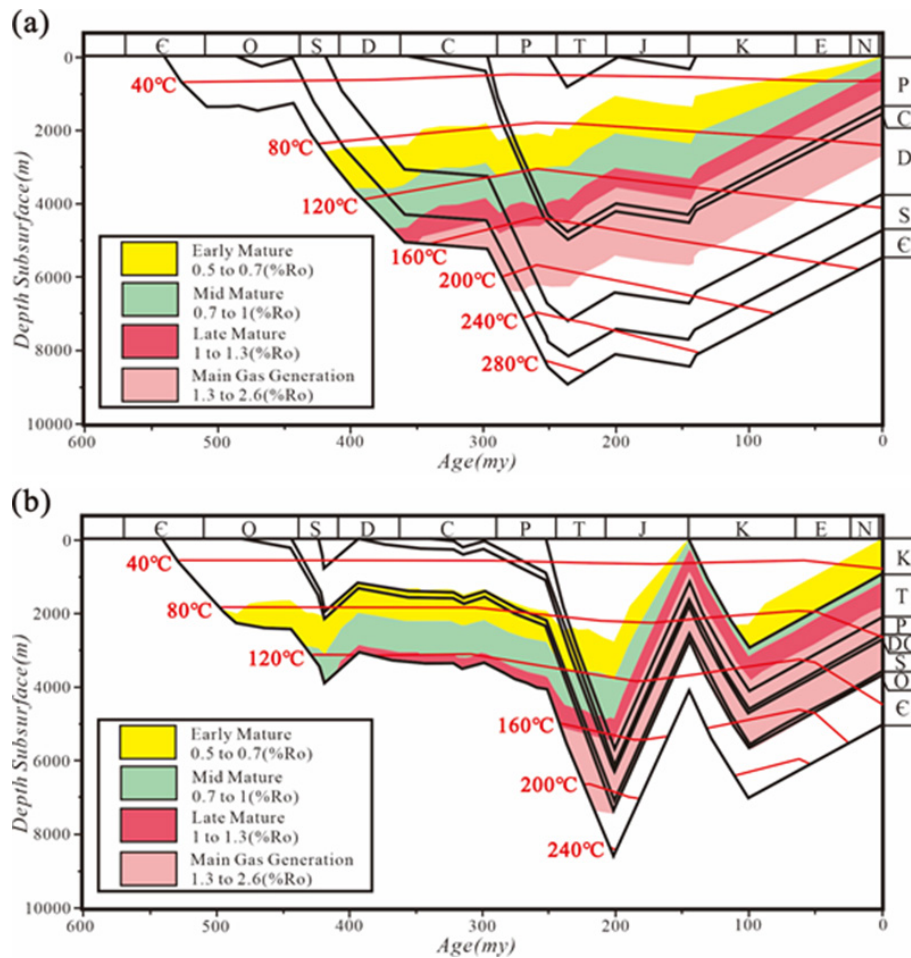 (a)
Є O S D C P T J K E N
0
2000
4000
6000
8000
10000
Depth Subsurface(m)
40℃
80℃
120℃
160℃
200℃
240℃
280℃
Early Mature
0.5 to 0.7(%Ro)
Mid Mature
0.7 to 1(%Ro)
Late Mature
1 to 1.3(%Ro)
Main Gas Generation
1.3 to 2.6(%Ro)
P
C
D
S
Є
600 500 400 300 200 100 0
Age(my)
(b)
Є O S D C P T J K E N
0
2000
4000
6000
8000
10000
Depth Subsurface(m)
40℃
80℃
120℃
160℃
200℃
240℃
Early Mature
0.5 to 0.7(%Ro)
Mid Mature
0.7 to 1(%Ro)
Late Mature
1 to 1.3(%Ro)
Main Gas Generation
1.3 to 2.6(%Ro)
K
T
P
S
O
Є
600 500 400 300 200 100 0
Age(my)